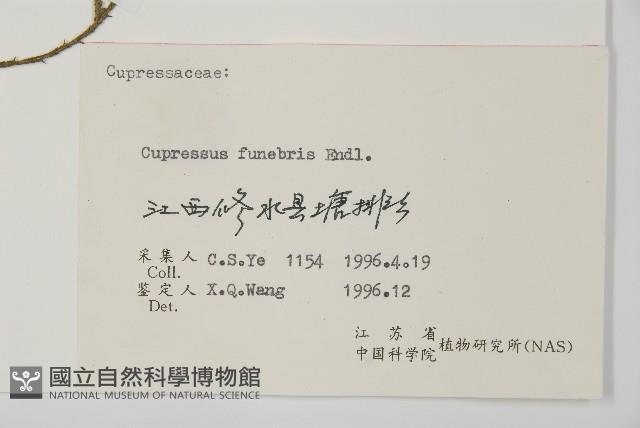 Cupressaceae:
Cupressus funebris Endl.
江西修水县塘排乡
采集人 C.S.Ye 1154 1996.4.19
Coll.
鉴定人 X.Q.Wang 1996.12
Det.
江苏省
中国科学院 植物研究所(NAS)
國立自然科學博物館
NATIONAL MUSEUM OF NATURAL SCIENCE